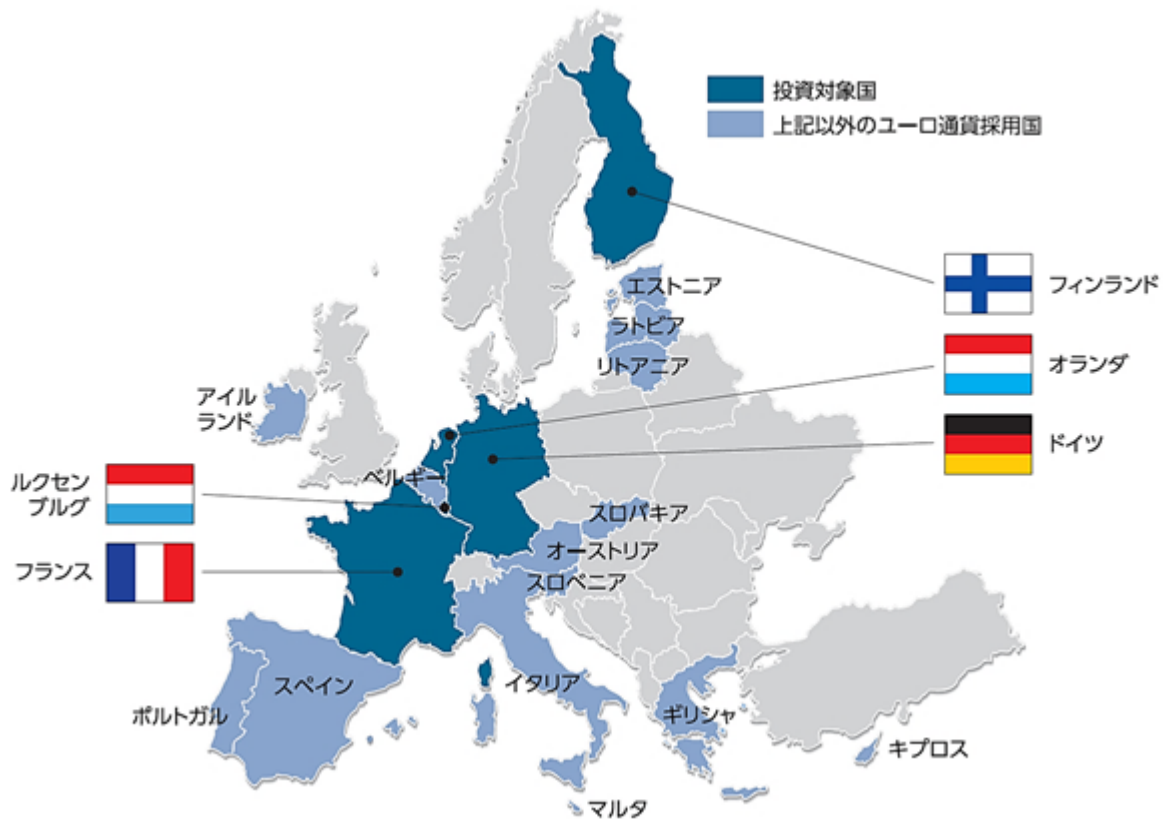 投資対象国
上記以外のユーロ通貨採用国
フィンランド
エストニア
ラトビア
リトアニア
オランダ
アイル
ランド
ドイツ
ベルギー
ルクセン
ブルグ
スロバキア
オーストリア
フランス
スロベニア
スペイン
イタリア
ポルトガル
ギリシャ
キプロス
マルタ